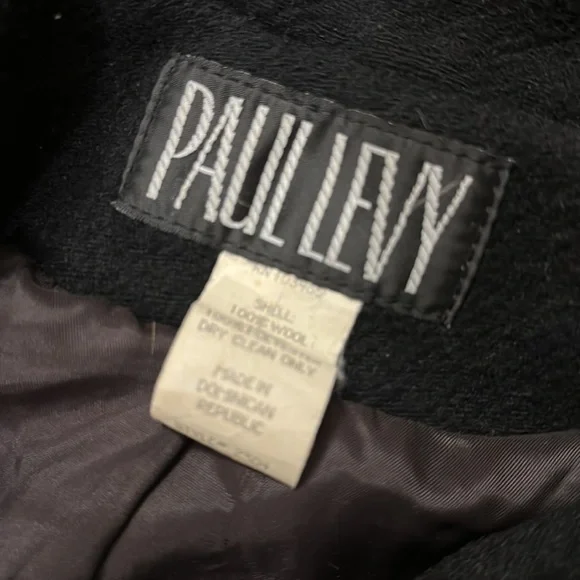 PAUL LEVY
SHELL:
100% WOOL
DRY CLEAN ONLY
MADE IN
DOMINICAN
REPUBLIC